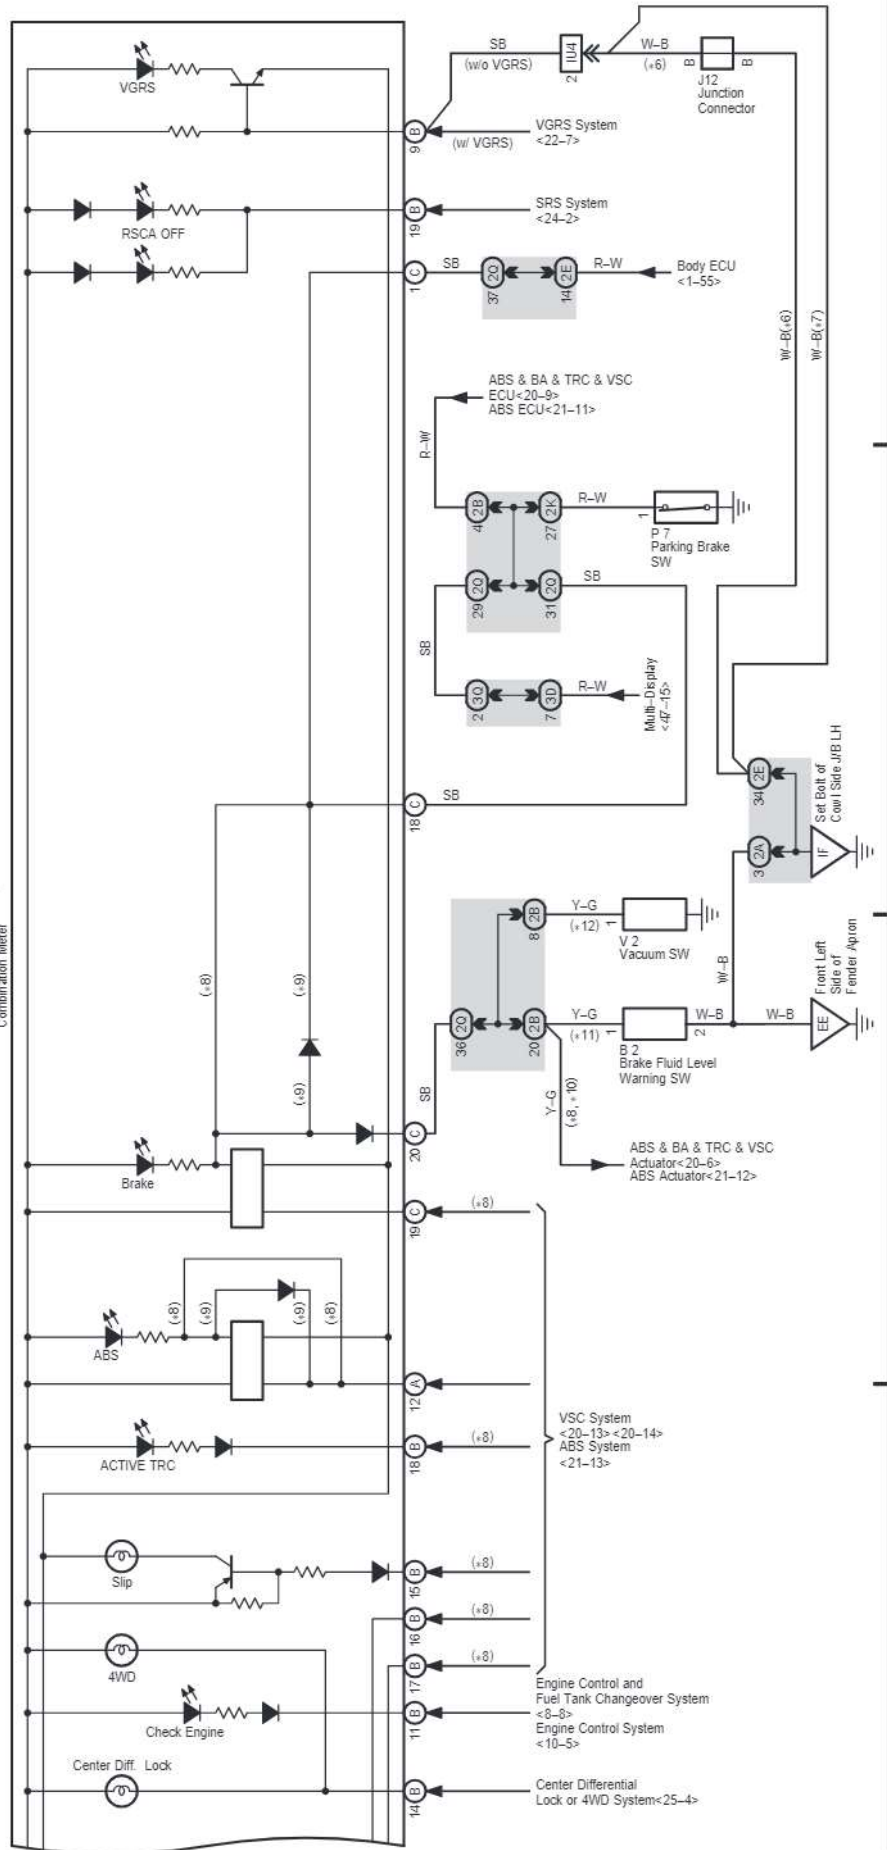 SB
(w/o VGRS)
2
IU4
W–B
(*6)
B
B
J12
Junction
Connector
VGRS
B
9
(w/ VGRS)
VGRS System
<22–7>
RSCA OFF
B
19
SRS System
<24–2>
C
1
SB
2Q
37
2E
14
R–W
Body ECU
<1–55>
W–B(*6)
W–B(*7)
ABS & BA & TRC & VSC
ECU<20–9>
ABS ECU<21–11>
R–W
2B
4
2K
27
R–W
1
P 7
Parking Brake
SW
2Q
29
2Q
31
SB
SB
3Q
2
3D
7
R–W
Multi–Display
<47–15>
C
18
SB
2E
34
2A
3
IF
Set Bolt of
Cowl Side J/B LH
Combination Meter
(*8)
(*9)
(*9)
2B
8
Y–G
(*12)
1
V 2
Vacuum SW
W–B
2Q
36
2B
20
Y–G
(*11)
1
B 2
Brake Fluid Level
Warning SW
W–B
2
W–B
EE
Front Left
Side of
Fender Apron
SB
C
20
Y–G
(*8, *10)
ABS & BA & TRC & VSC
Actuator<20–6>
ABS Actuator<21–12>
Brake
C
19
(*8)
(*8)
(*9)
(*9)
(*8)
ABS
A
12
VSC System
<20–13><20–14>
ABS System
<21–13>
ACTIVE TRC
B
18
(*8)
Slip
B
15
(*8)
B
16
(*8)
4WD
B
17
(*8)
Check Engine
B
11
Engine Control and
Fuel Tank Changeover System
<8–8>
Engine Control System
<10–5>
Center Diff. Lock
B
14
Center Differential
Lock or 4WD System<25–4>